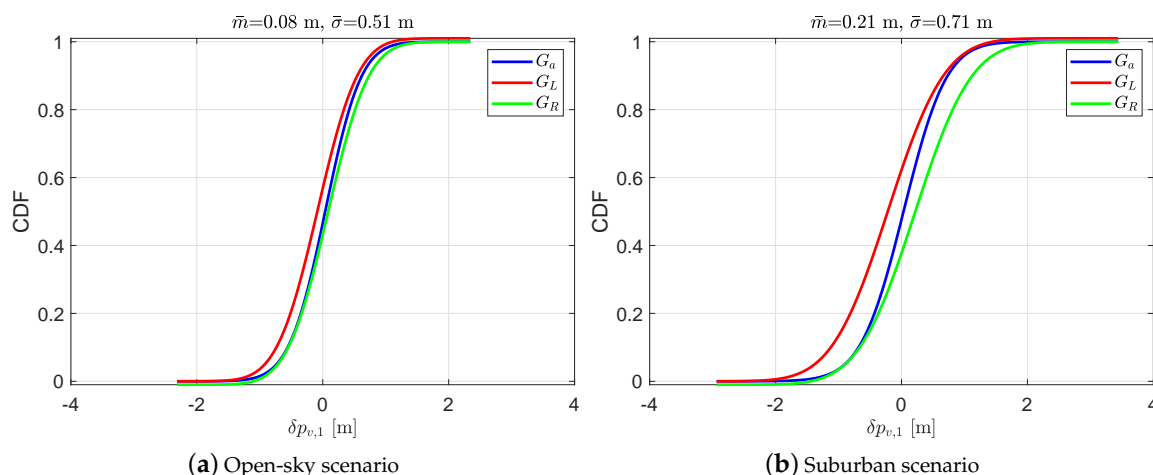 m̄=0.08 m, σ̄=0.51 m
1
0.8
0.6
0.4
0.2
0
CDF
G_a
G_L
G_R
-4
-2
0
2
4
δp_{v,1} [m]
(a) Open-sky scenario
m̄=0.21 m, σ̄=0.71 m
1
0.8
0.6
0.4
0.2
0
CDF
G_a
G_L
G_R
-4
-2
0
2
4
δp_{v,1} [m]
(b) Suburban scenario